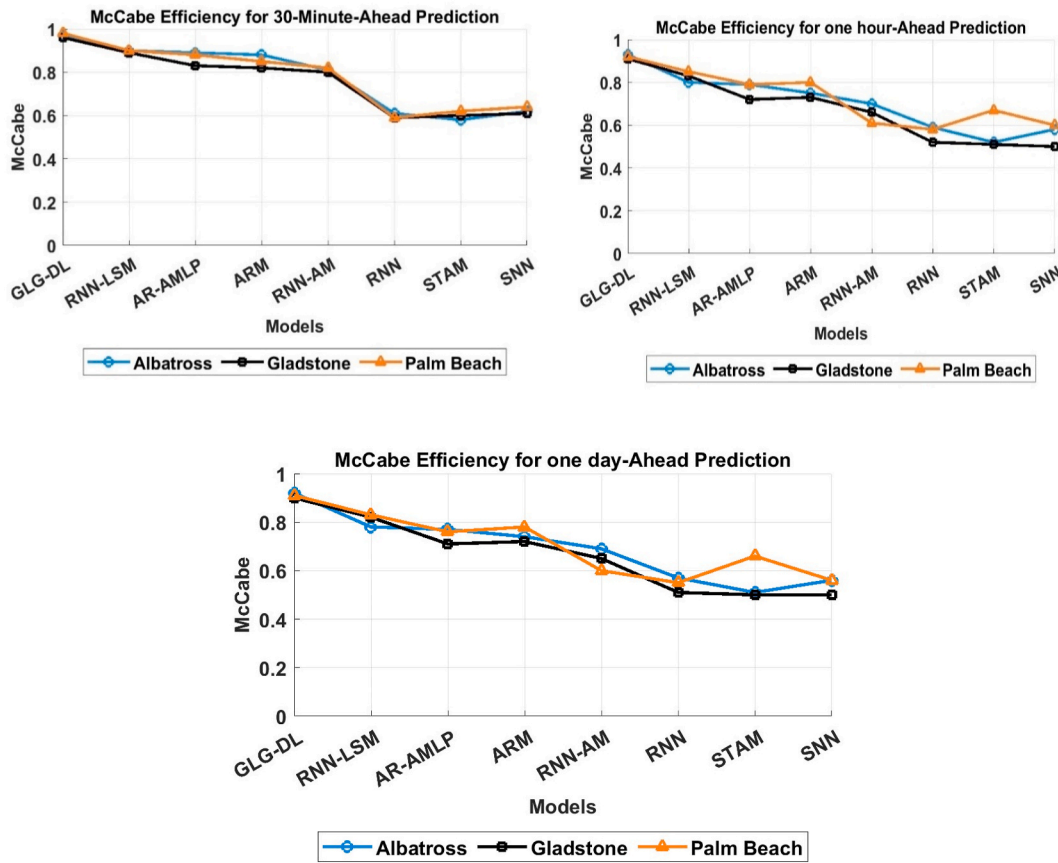 McCabe Efficiency for 30-Minute-Ahead Prediction
1
0.8
0.6
0.4
0.2
0
McCabe
GLG-DL
RNN-LSM
AR-AMLP
ARM
RNN-AM
RNN
STAM
SNN
Models
Albatross Gladstone Palm Beach
McCabe Efficiency for one hour-Ahead Prediction
1
0.8
0.6
0.4
0.2
0
McCabe
GLG-DL
RNN-LSM
AR-AMLP
ARM
RNN-AM
RNN
STAM
SNN
Models
Albatross Gladstone Palm Beach
McCabe Efficiency for one day-Ahead Prediction
1
0.8
0.6
0.4
0.2
0
McCabe
GLG-DL
RNN-LSM
AR-AMLP
ARM
RNN-AM
RNN
STAM
SNN
Models
Albatross Gladstone Palm Beach